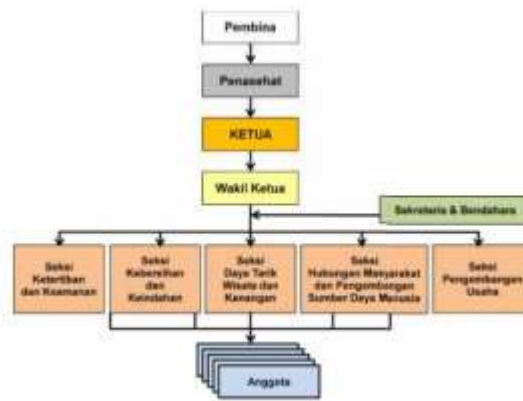 Pembina
Penasehat
KETUA
Wakil Ketua
Sekretaris & Bendahara
Seksi
Ketertiban
dan Keamanan
Seksi
Kebersihan
dan
Keindahan
Seksi
Daya Tarik
Wisata dan
Kenangan
Seksi
Hubungan Masyarakat
dan Pengembangan
Sumber Daya Manusia
Seksi
Pengembangan
Usaha
Anggota